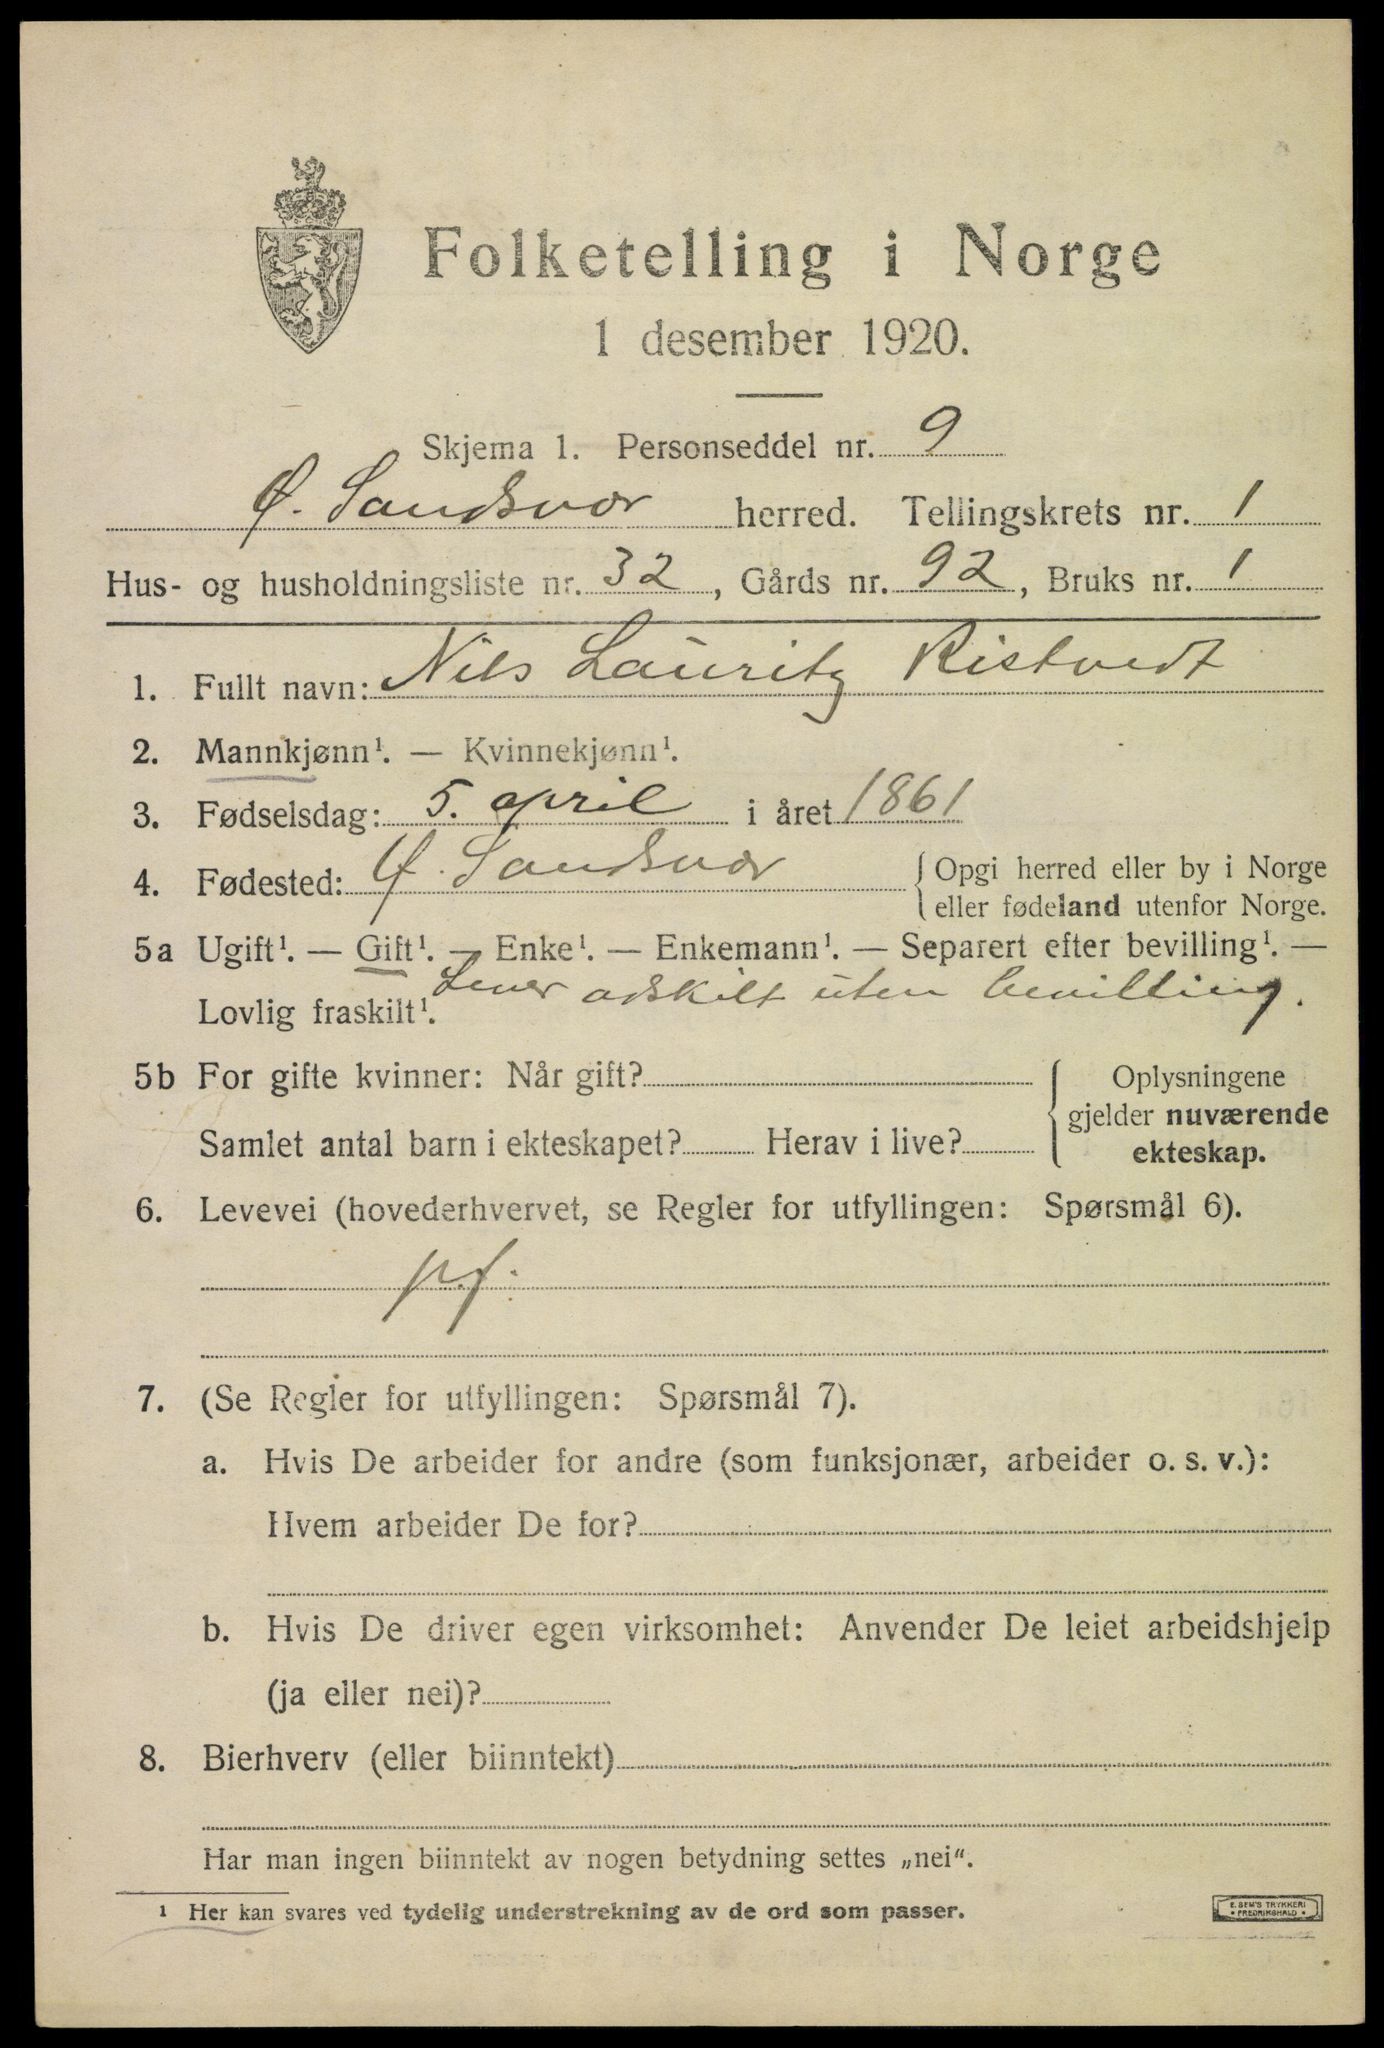 Folketelling i Norge
1 desember 1920.
Skjema 1. Personseddel nr. 9
Ø. Sandsvær herred. Tellingskrets nr. 1
Hus- og husholdningsliste nr. 32, Gårds nr. 92, Bruks nr. 1
1. Fullt navn: Nils Lauritz Ristvedt
2. Mannkjønn¹. — Kvinnekjønn¹.
3. Fødselsdag: 5. april i året 1861
4. Fødested: Ø. Sandsvær { Opgi herred eller by i Norge
eller fødeland utenfor Norge.
5a Ugift¹. — Gift¹. — Enke¹. — Enkemann¹. — Separert efter bevilling¹. —
Lever adskilt uten bevilling.
Lovlig fraskilt¹.
5b For gifte kvinner: Når gift? { Oplysningene
gjelder nuværende
Samlet antal barn i ekteskapet? Herav i live? ekteskap.
6. Levevei (hovederhvervet, se Regler for utfyllingen: Spørsmål 6).
p.f.
7. (Se Regler for utfyllingen: Spørsmål 7).
a. Hvis De arbeider for andre (som funksjonær, arbeider o. s. v.):
Hvem arbeider De for?
b. Hvis De driver egen virksomhet: Anvender De leiet arbeidshjelp
(ja eller nei)?
8. Bierhverv (eller biinntekt)
Har man ingen biinntekt av nogen betydning settes „nei“.
¹ Her kan svares ved tydelig understrekning av de ord som passer.
E. SEM'S TRYKKERI
• FREDRIKSHALD •